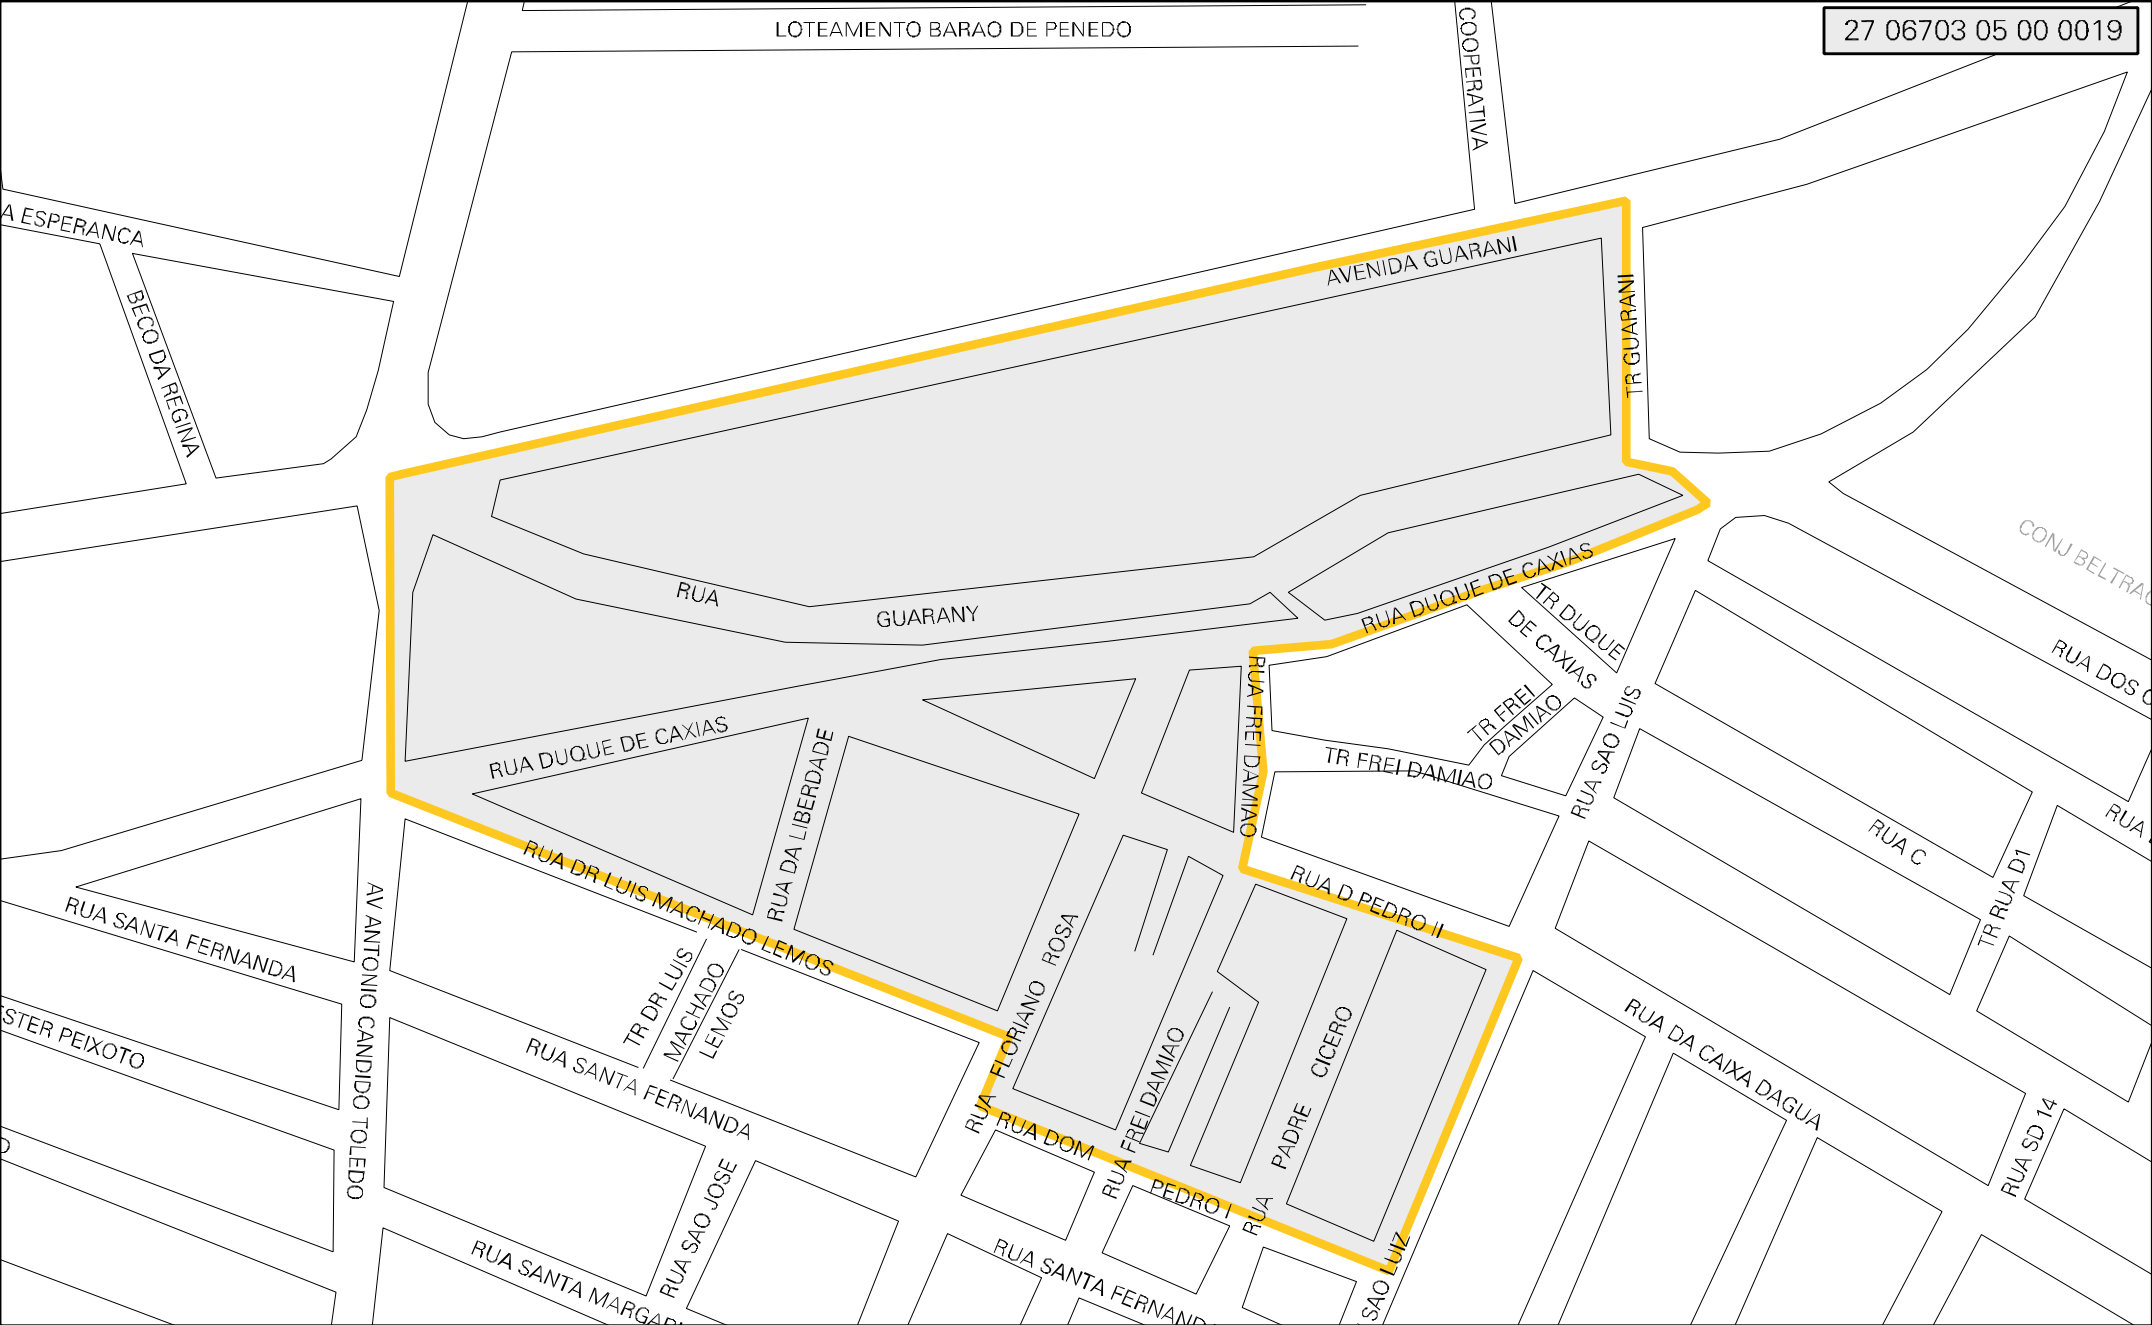 LOTEAMENTO BARAO DE PENEDO
COOPERATIVA
27 06703 05 00 0019
A ESPERANCA
BECO DA REGINA
AVENIDA GUARANI
TR GUARANI
RUA
GUARANY
RUA DUQUE DE CAXIAS
TR DUQUE
DE CAXIAS
CONJ BELTRAO
RUA DOS
RUA FREI DAMIAO
TR FREI
DAMIAO
TR FREI DAMIAO
RUA SAO LUIS
RUA DUQUE DE CAXIAS
RUA DA LIBERDADE
RUA C
RUA
TR RUA D1
RUA DR LUIS MACHADO LEMOS
RUA D PEDRO II
AV ANTONIO CANDIDO TOLEDO
RUA SANTA FERNANDA
TR DR LUIS
MACHADO
LEMOS
RUA FLORIANO ROSA
RUA FREI DAMIAO
RUA PADRE CICERO
RUA DA CAIXA DAGUA
RUA SD 14
STER PEIXOTO
RUA SANTA FERNANDA
RUA DOM
PEDRO I
RUA SAO JOSE
RUA SANTA MARGAR
RUA SANTA FERNAND
SAO LUIZ
O